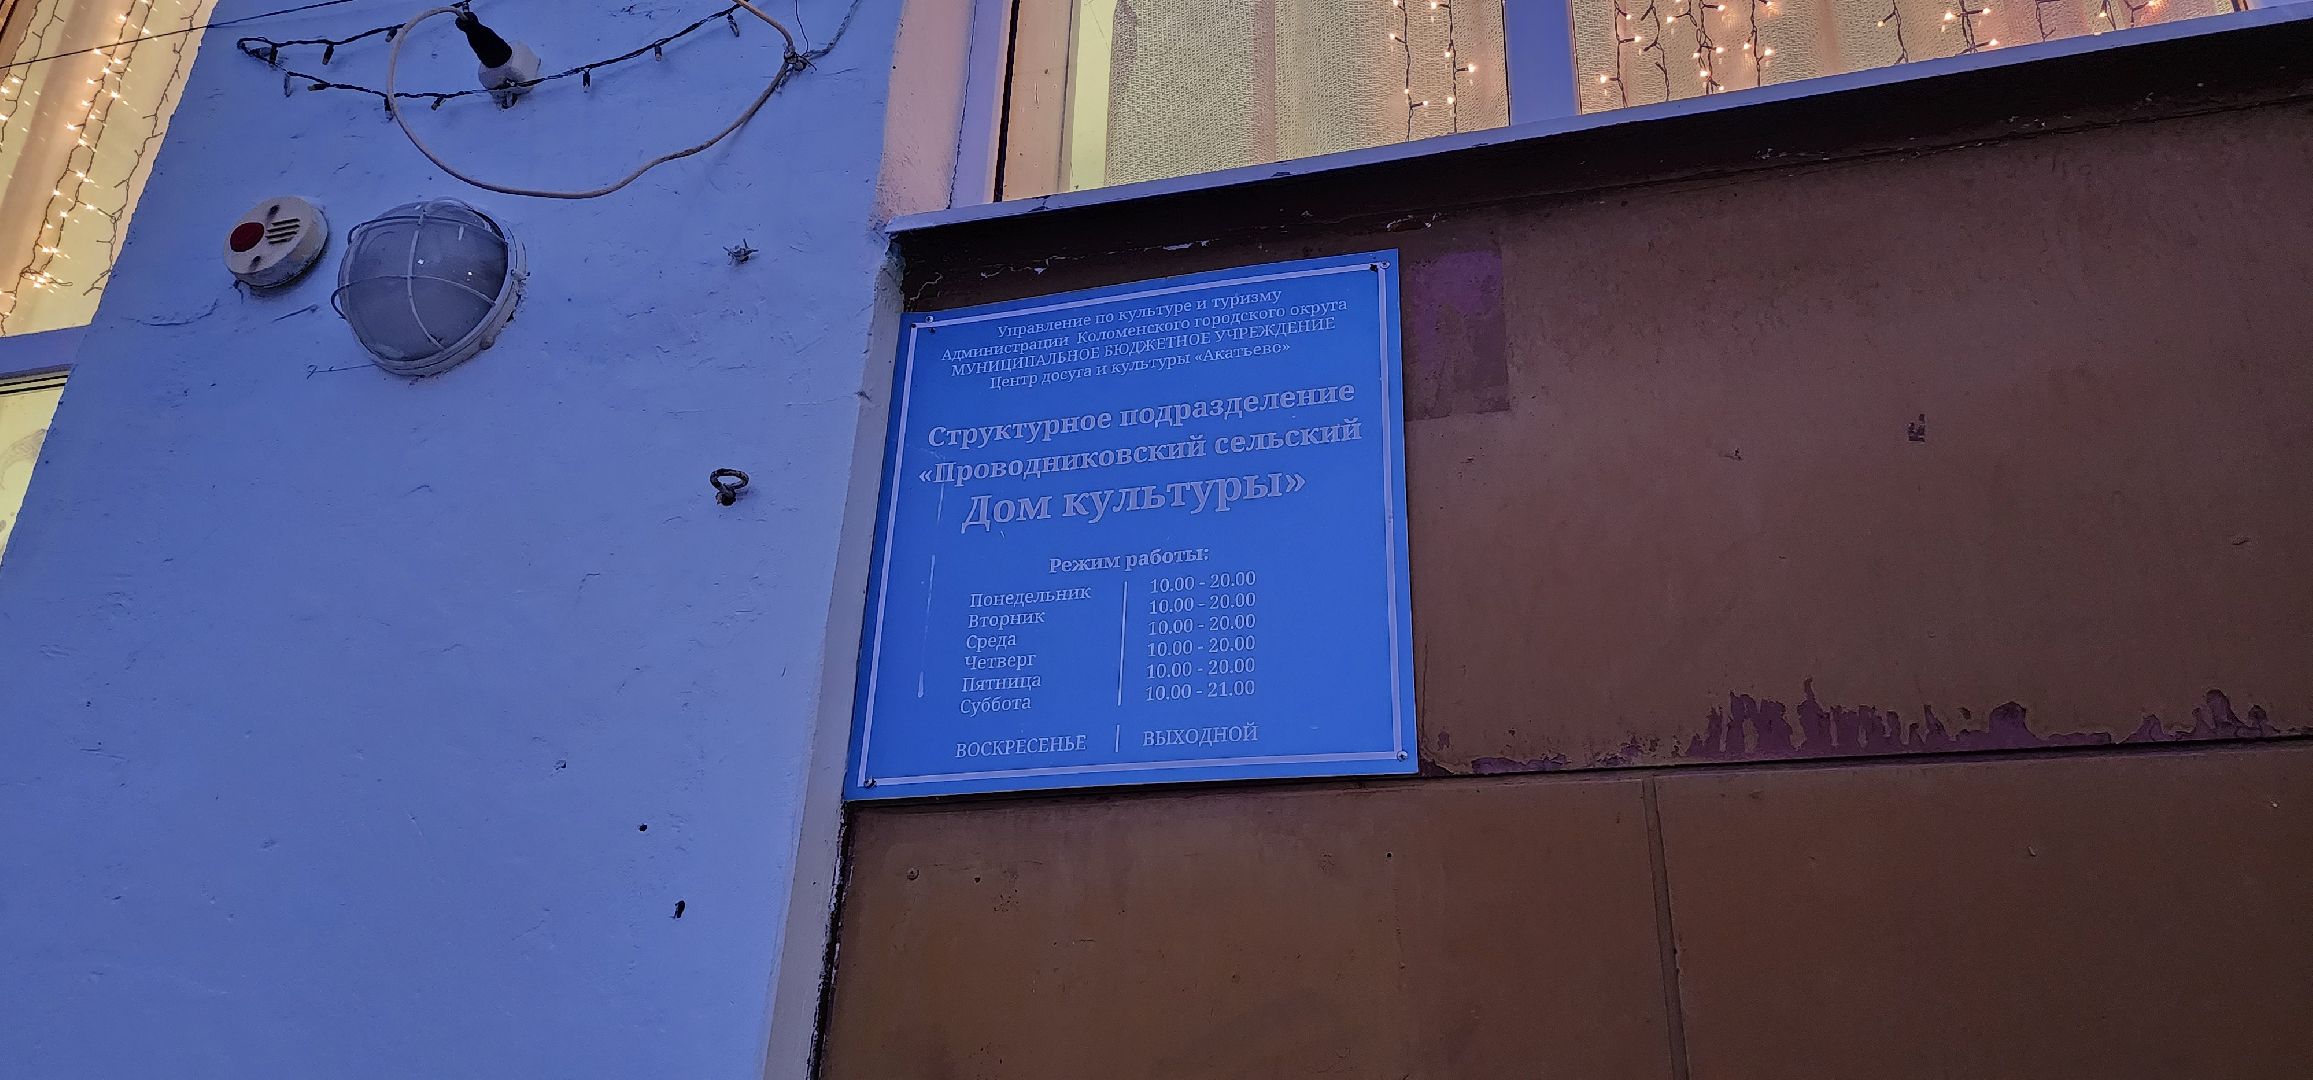 Управление по культуре и туризму
Администрации Коломенского городского округа
МУНИЦИПАЛЬНОЕ БЮДЖЕТНОЕ УЧРЕЖДЕНИЕ
Центр досуга и культуры «Акатьево»
Структурное подразделение
«Проводниковский сельский
Дом культуры»
Режим работы:
Понедельник 10.00 - 20.00
Вторник 10.00 - 20.00
Среда 10.00 - 20.00
Четверг 10.00 - 20.00
Пятница 10.00 - 20.00
Суббота 10.00 - 21.00
ВОСКРЕСЕНЬЕ ВЫХОДНОЙ